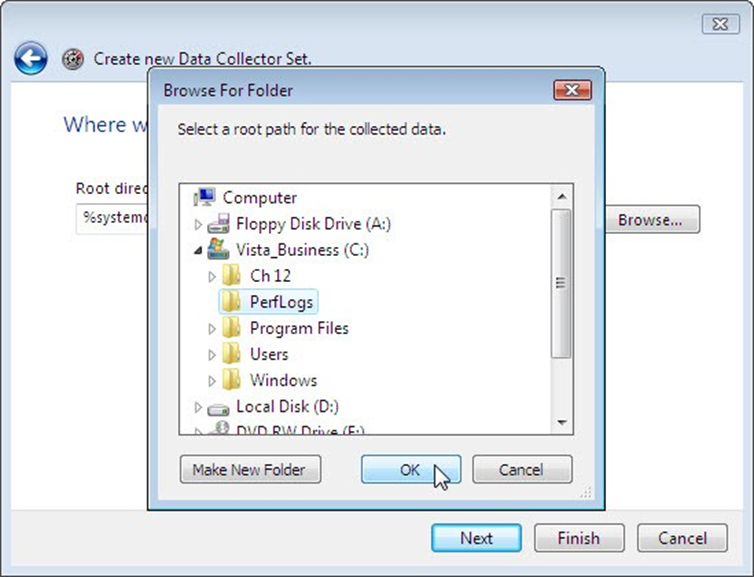 Create new Data Collector Set.
Browse For Folder
Where w
Select a root path for the collected data.
Root direc
%systemd
Browse...
Computer
Floppy Disk Drive (A:)
Vista_Business (C:)
Ch 12
PerfLogs
Program Files
Users
Windows
Local Disk (D:)
DVD RW Drive (E:)
Make New Folder
OK
Cancel
Next
Finish
Cancel